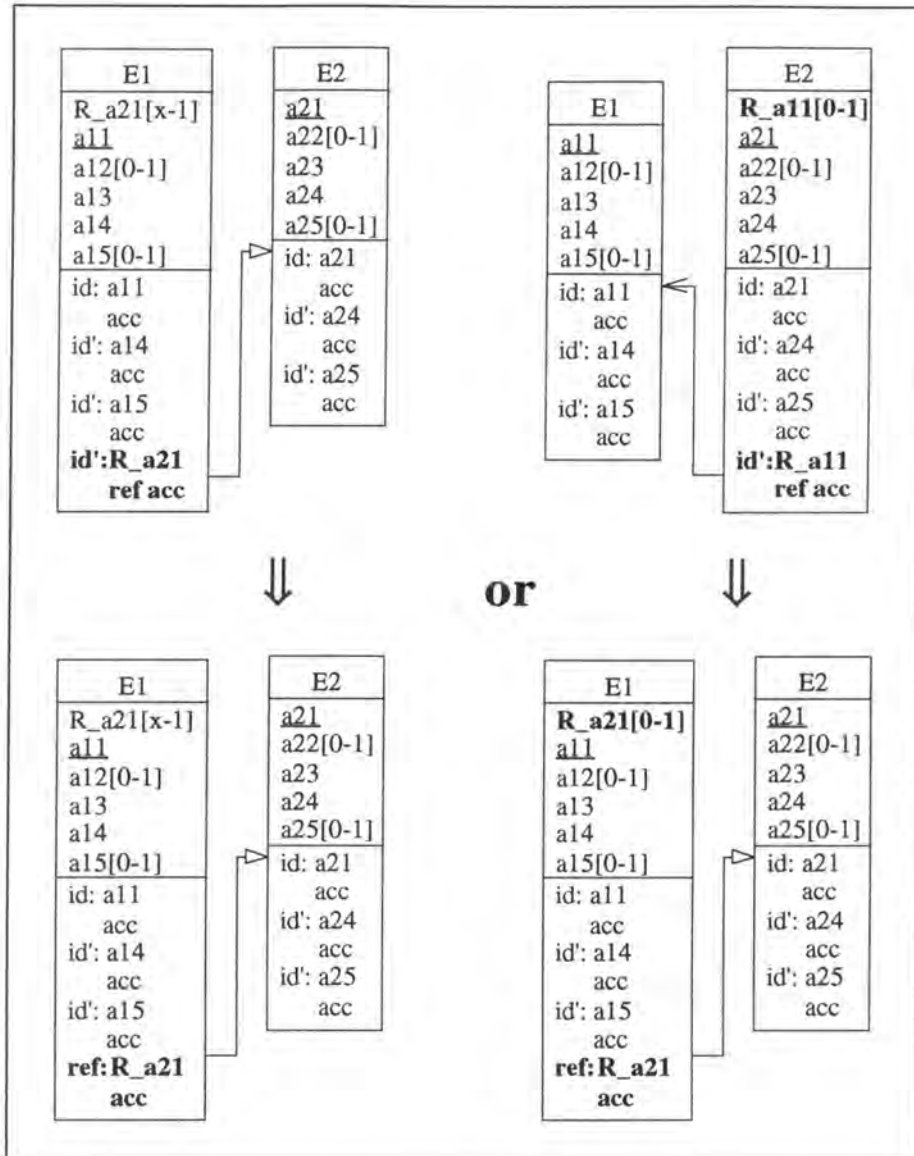 E1
R_a21[x-1]
a11
a12[0-1]
a13
a14
a15[0-1]
id: a11
acc
id': a14
acc
id': a15
acc
id':R_a21
ref acc
E2
a21
a22[0-1]
a23
a24
a25[0-1]
id: a21
acc
id': a24
acc
id': a25
acc
E1
a11
a12[0-1]
a13
a14
a15[0-1]
id: a11
acc
id': a14
acc
id': a15
acc
E2
R_a11[0-1]
a21
a22[0-1]
a23
a24
a25[0-1]
id: a21
acc
id': a24
acc
id': a25
acc
id':R_a11
ref acc
⇓ or ⇓
E1
R_a21[x-1]
a11
a12[0-1]
a13
a14
a15[0-1]
id: a11
acc
id': a14
acc
id': a15
acc
ref:R_a21
acc
E2
a21
a22[0-1]
a23
a24
a25[0-1]
id: a21
acc
id': a24
acc
id': a25
acc
E1
R_a21[0-1]
a11
a12[0-1]
a13
a14
a15[0-1]
id: a11
acc
id': a14
acc
id': a15
acc
ref:R_a21
acc
E2
a21
a22[0-1]
a23
a24
a25[0-1]
id: a21
acc
id': a24
acc
id': a25
acc